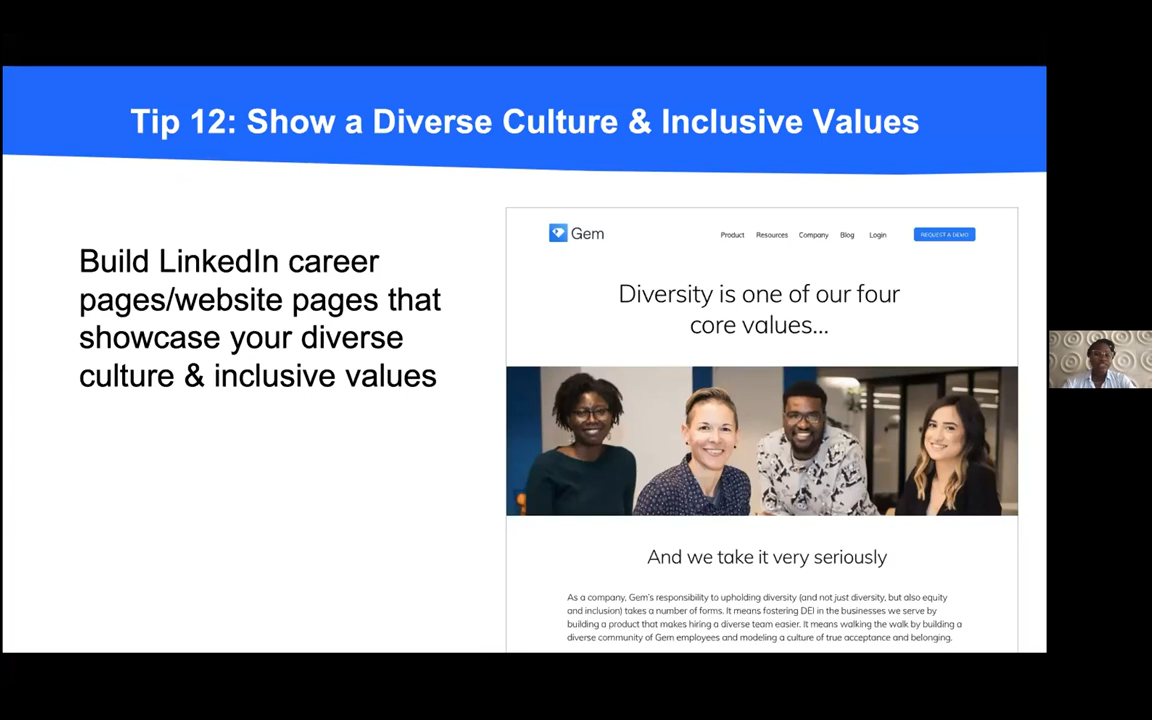 Tip 12: Show a Diverse Culture & Inclusive Values
Build LinkedIn career
pages/website pages that
showcase your diverse
culture & inclusive values
Gem
Product Resources Company Blog Login REQUEST A DEMO
Diversity is one of our four
core values...
And we take it very seriously
As a company, Gem's responsibility to upholding diversity (and not just diversity, but also equity
and inclusion) takes a number of forms. It means fostering DEI in the businesses we serve by
building a product that makes hiring a diverse team easier. It means walking the walk by building a
diverse community of Gem employees and modeling a culture of true acceptance and belonging.